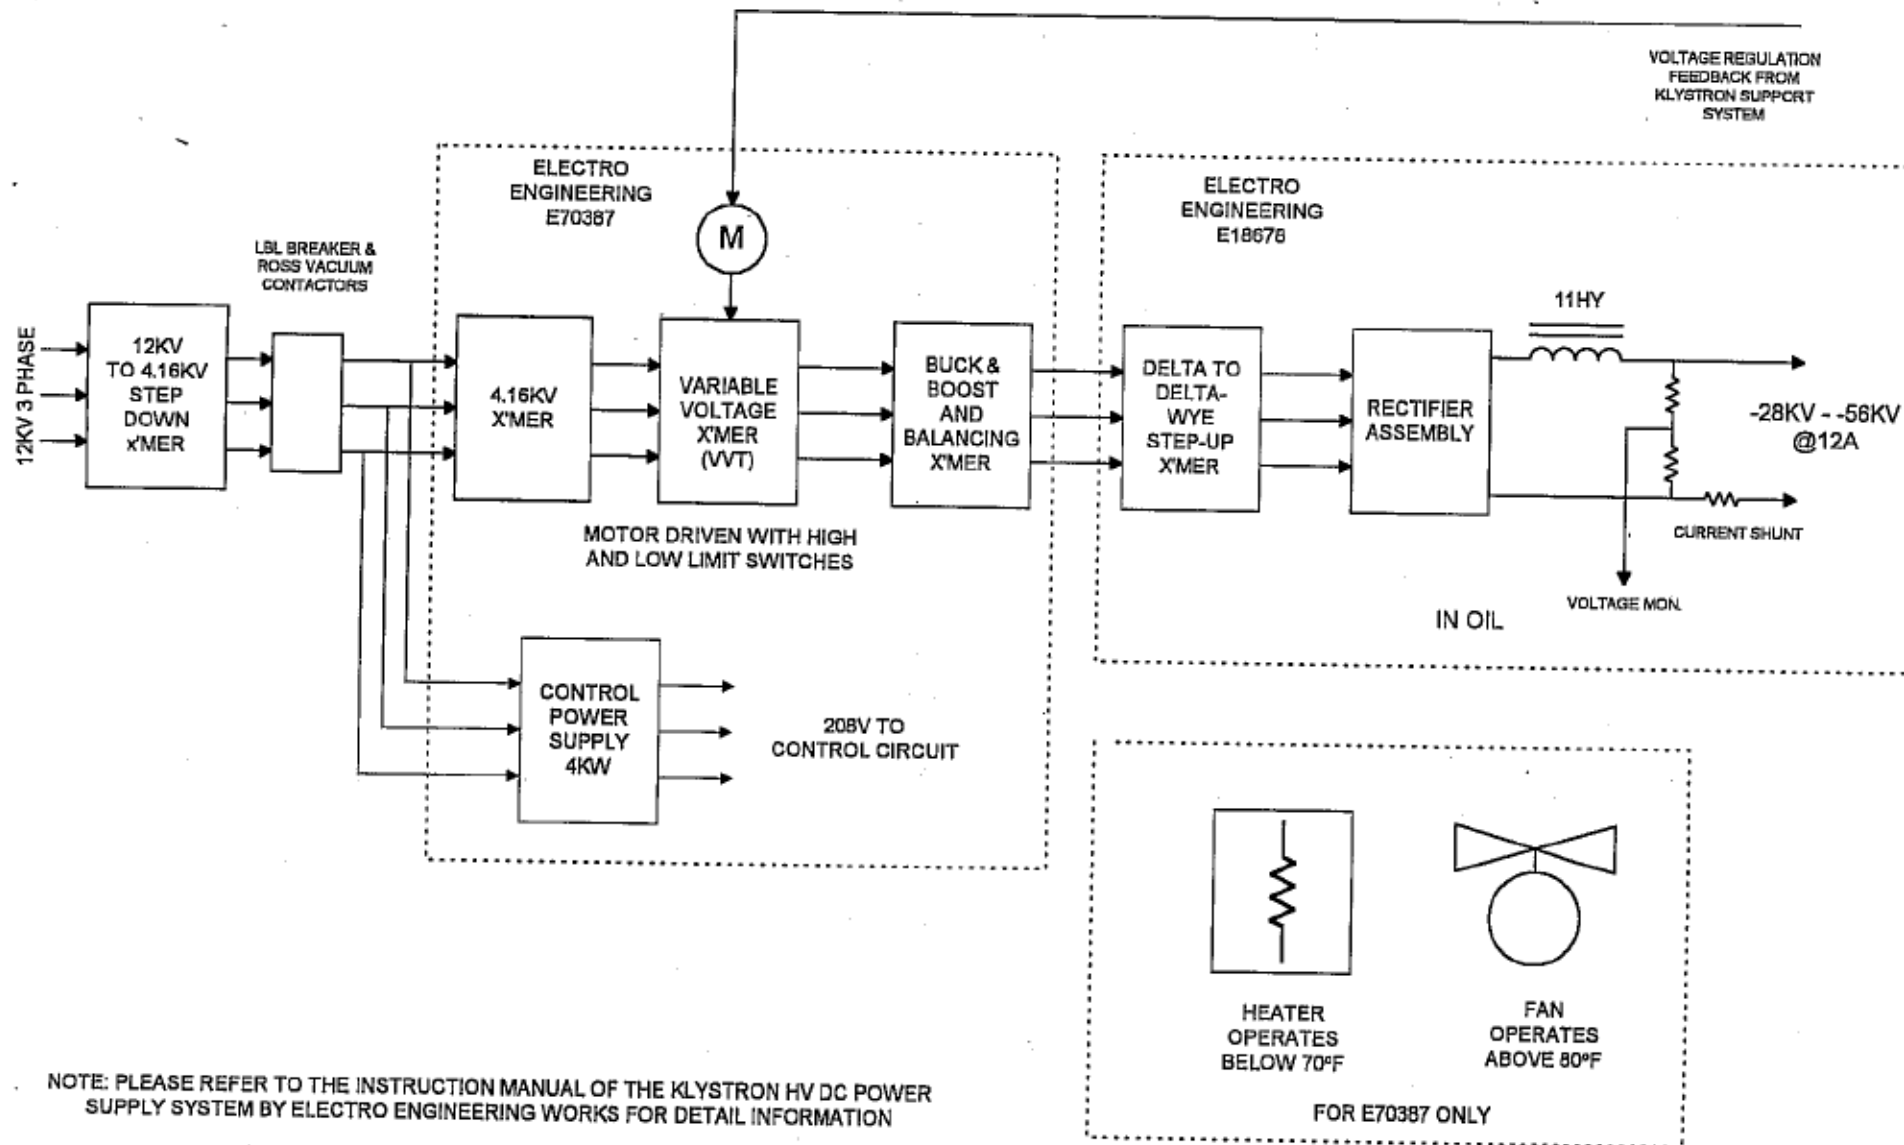 VOLTAGE REGULATION
FEEDBACK FROM
KLYSTRON SUPPORT
SYSTEM
ELECTRO
ENGINEERING
E70387
ELECTRO
ENGINEERING
E18678
M
LBL BREAKER &
ROSS VACUUM
CONTACTORS
12KV 3 PHASE
12KV
TO 4.16KV
STEP
DOWN
x'MER
4.16KV
X'MER
VARIABLE
VOLTAGE
X'MER
(VVT)
BUCK &
BOOST
AND
BALANCING
X'MER
DELTA TO
DELTA-
WYE
STEP-UP
X'MER
RECTIFIER
ASSEMBLY
11HY
-28KV - -56KV
@12A
CURRENT SHUNT
VOLTAGE MON.
IN OIL
MOTOR DRIVEN WITH HIGH
AND LOW LIMIT SWITCHES
CONTROL
POWER
SUPPLY
4KW
208V TO
CONTROL CIRCUIT
HEATER
OPERATES
BELOW 70ºF
FAN
OPERATES
ABOVE 80ºF
FOR E70387 ONLY
NOTE: PLEASE REFER TO THE INSTRUCTION MANUAL OF THE KLYSTRON HV DC POWER
SUPPLY SYSTEM BY ELECTRO ENGINEERING WORKS FOR DETAIL INFORMATION